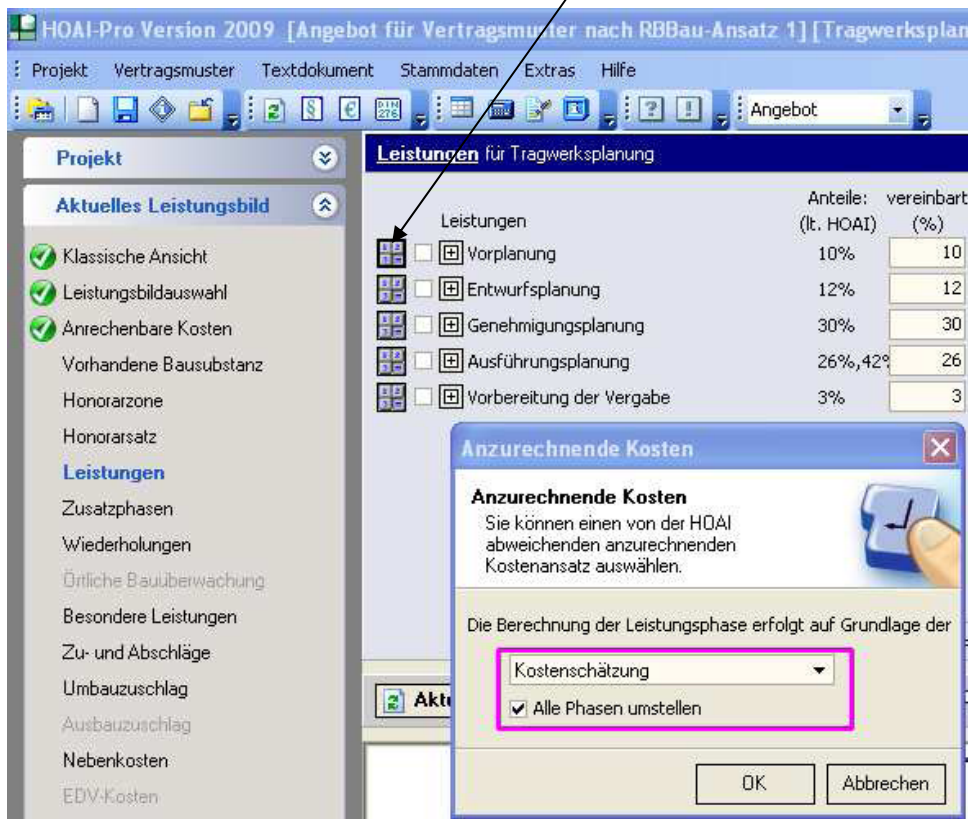 HOAI-Pro Version 2009 [Angebot für Vertragsmuster nach RBBau-Ansatz 1] [Tragwerksplan
Projekt Vertragsmuster Textdokument Stammdaten Extras Hilfe
§ € DIN 276 ? ! Angebot
Projekt
Aktuelles Leistungsbild
Klassische Ansicht
Leistungsbildauswahl
Anrechenbare Kosten
Vorhandene Bausubstanz
Honorarzone
Honorarsatz
Leistungen
Zusatzphasen
Wiederholungen
Örtliche Bauüberwachung
Besondere Leistungen
Zu- und Abschläge
Umbauzuschlag
Ausbauzuschlag
Nebenkosten
EDV-Kosten
Leistungen für Tragwerksplanung
Anteile: vereinbart
Leistungen (lt. HOAI) (%)
Vorplanung 10% 10
Entwurfsplanung 12% 12
Genehmigungsplanung 30% 30
Ausführungsplanung 26%,42% 26
Vorbereitung der Vergabe 3% 3
Aktu
Anzurechnende Kosten
Anzurechnende Kosten
Sie können einen von der HOAI
abweichenden anzurechnenden
Kostenansatz auswählen.
Die Berechnung der Leistungsphase erfolgt auf Grundlage der
Kostenschätzung
Alle Phasen umstellen
OK Abbrechen